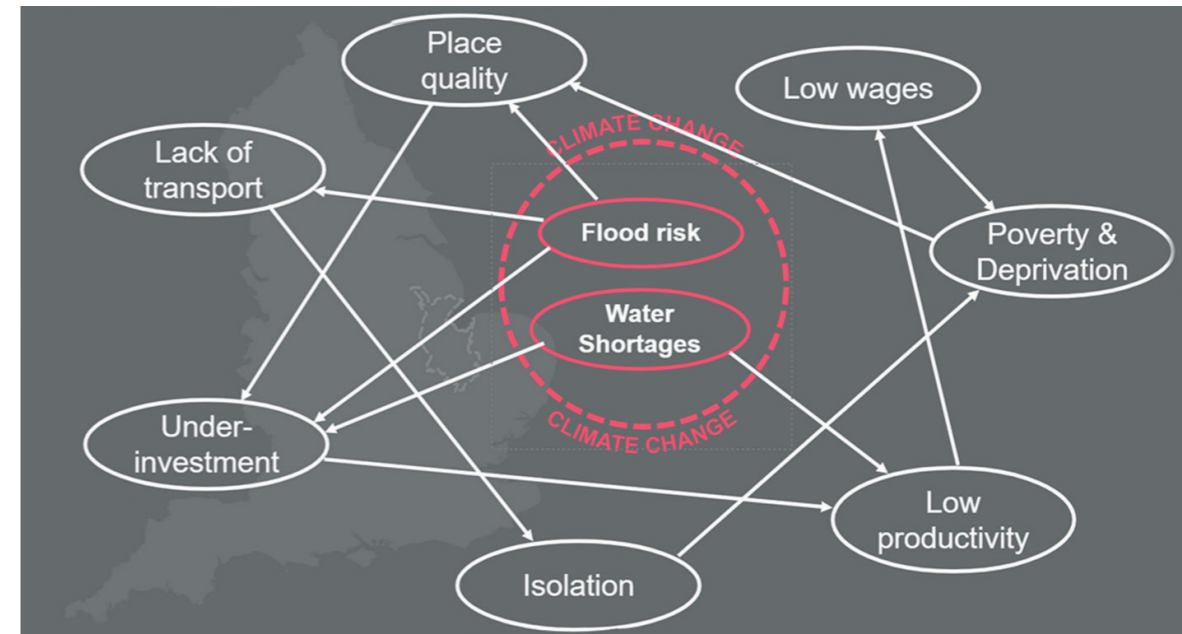 Place
quality
Low wages
CLIMATE CHANGE
Lack of
transport
Flood risk
Poverty &
Deprivation
Water
Shortages
CLIMATE CHANGE
Under-
investment
Low
productivity
Isolation